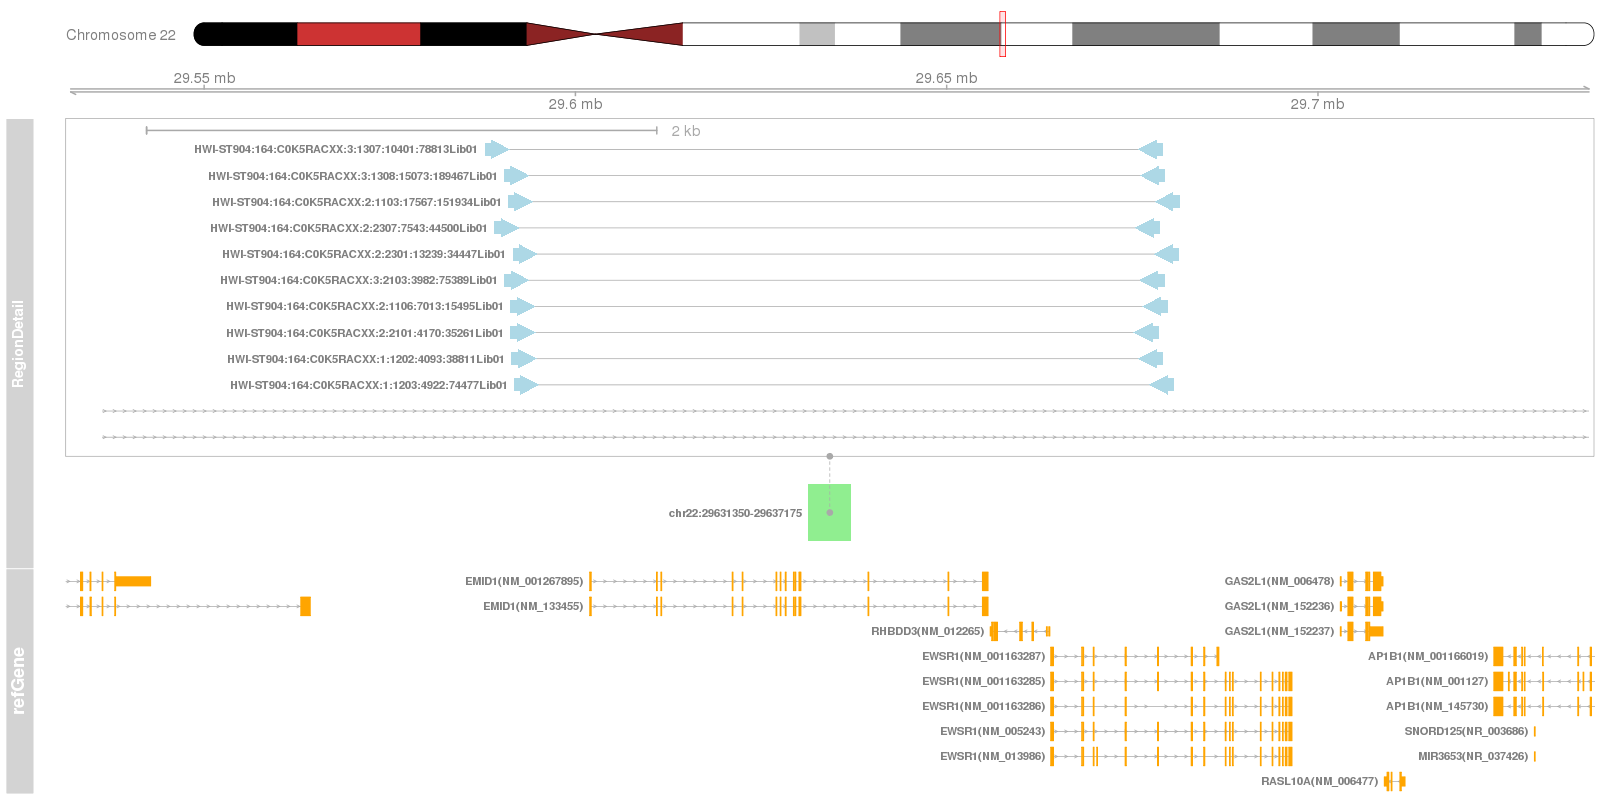 Chromosome 22
29.55 mb
29.65 mb
29.6 mb
29.7 mb
RegionDetail
2 kb
HWI-ST904:164:C0K5RACXX:3:1307:10401:78813Lib01
HWI-ST904:164:C0K5RACXX:3:1308:15073:189467Lib01
HWI-ST904:164:C0K5RACXX:2:1103:17567:151934Lib01
HWI-ST904:164:C0K5RACXX:2:2307:7543:44500Lib01
HWI-ST904:164:C0K5RACXX:2:2301:13239:34447Lib01
HWI-ST904:164:C0K5RACXX:3:2103:3982:75389Lib01
HWI-ST904:164:C0K5RACXX:2:1106:7013:15495Lib01
HWI-ST904:164:C0K5RACXX:2:2101:4170:35261Lib01
HWI-ST904:164:C0K5RACXX:1:1202:4093:38811Lib01
HWI-ST904:164:C0K5RACXX:1:1203:4922:74477Lib01
chr22:29631350-29637175
refGene
EMID1(NM_001267895)
GAS2L1(NM_006478)
EMID1(NM_133455)
GAS2L1(NM_152236)
RHBDD3(NM_012265)
GAS2L1(NM_152237)
EWSR1(NM_001163287)
AP1B1(NM_001166019)
EWSR1(NM_001163285)
AP1B1(NM_001127)
EWSR1(NM_001163286)
AP1B1(NM_145730)
EWSR1(NM_005243)
SNORD125(NR_003686)
EWSR1(NM_013986)
MIR3653(NR_037426)
RASL10A(NM_006477)